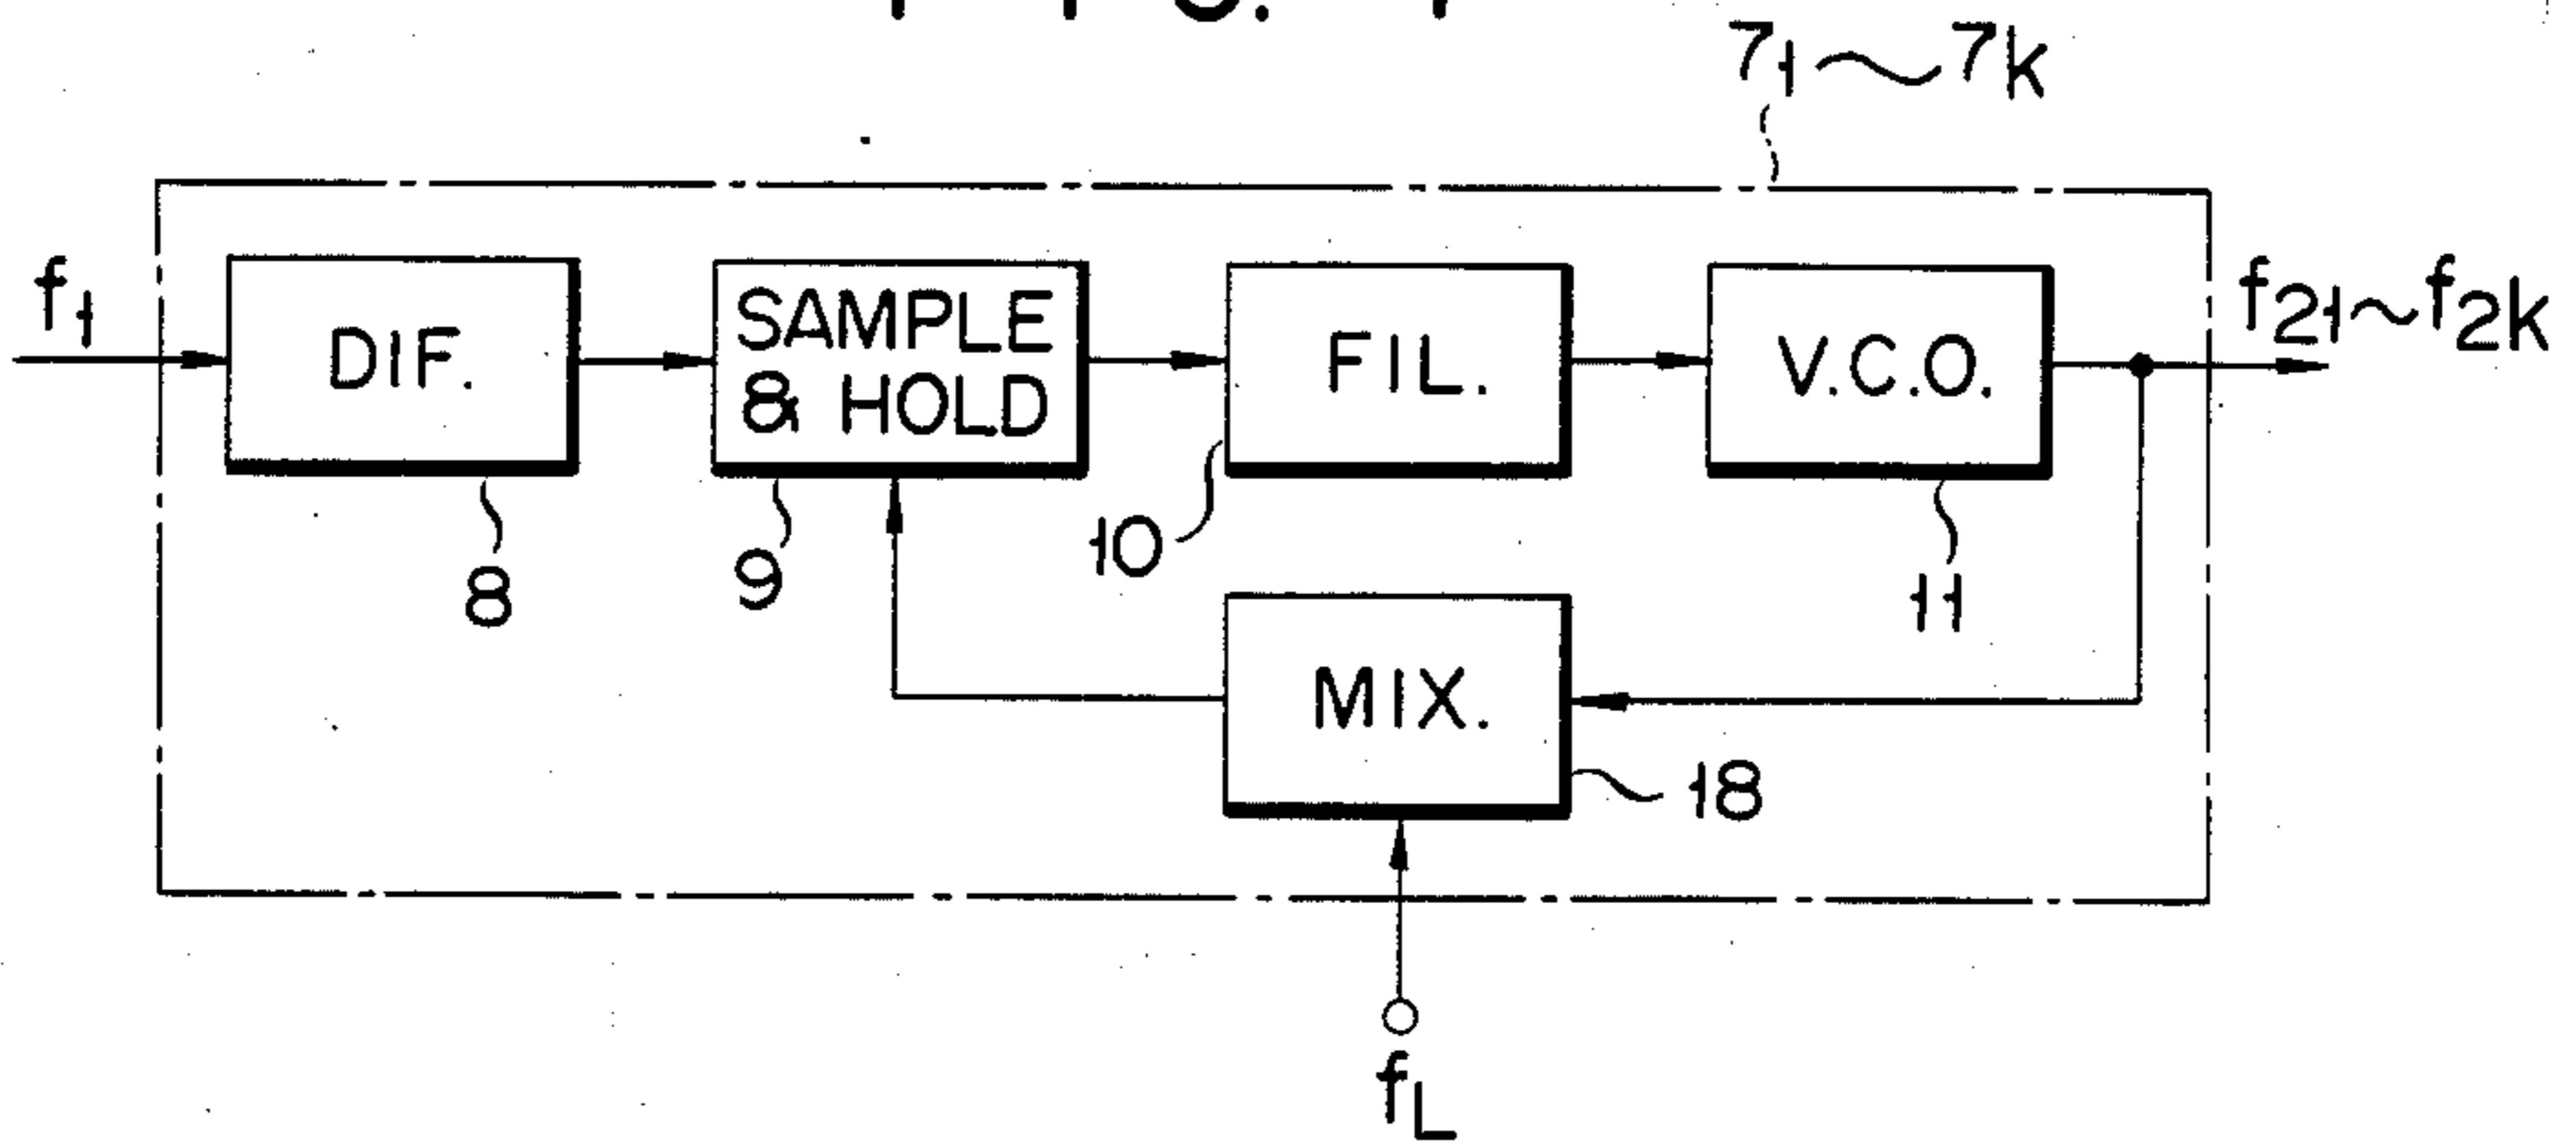 7₁~7k
f₁
DIF.
SAMPLE
& HOLD
FIL.
V.C.O.
f₂₁~f₂k
8
9
10
11
MIX.
18
fL